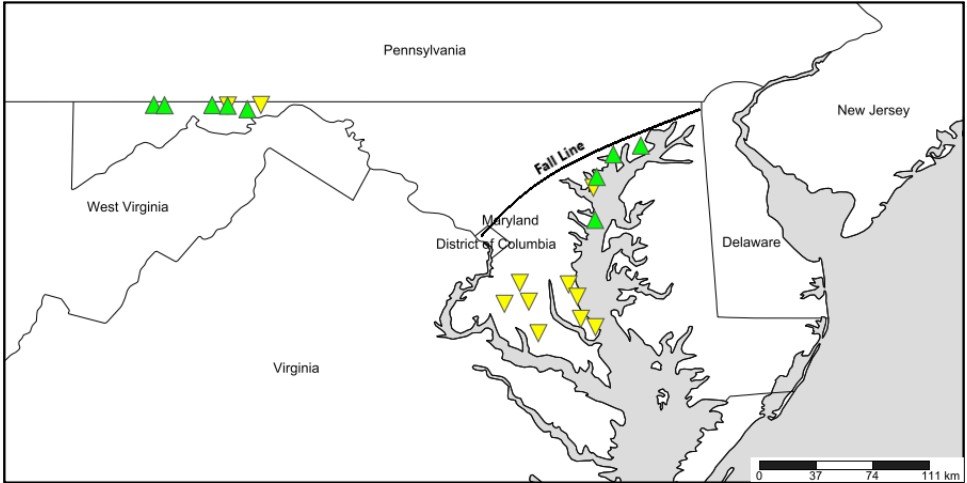 Pennsylvania
New Jersey
Fall Line
West Virginia
Maryland
District of Columbia
Delaware
Virginia
0 37 74 111 km